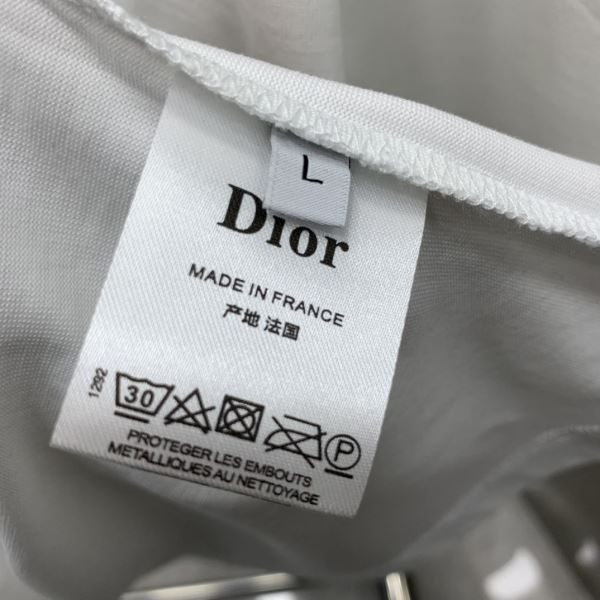 L
Dior
MADE IN FRANCE
产地 法国
1292
30 P
PROTEGER LES EMBOUTS
METALLIQUES AU NETTOYAGE